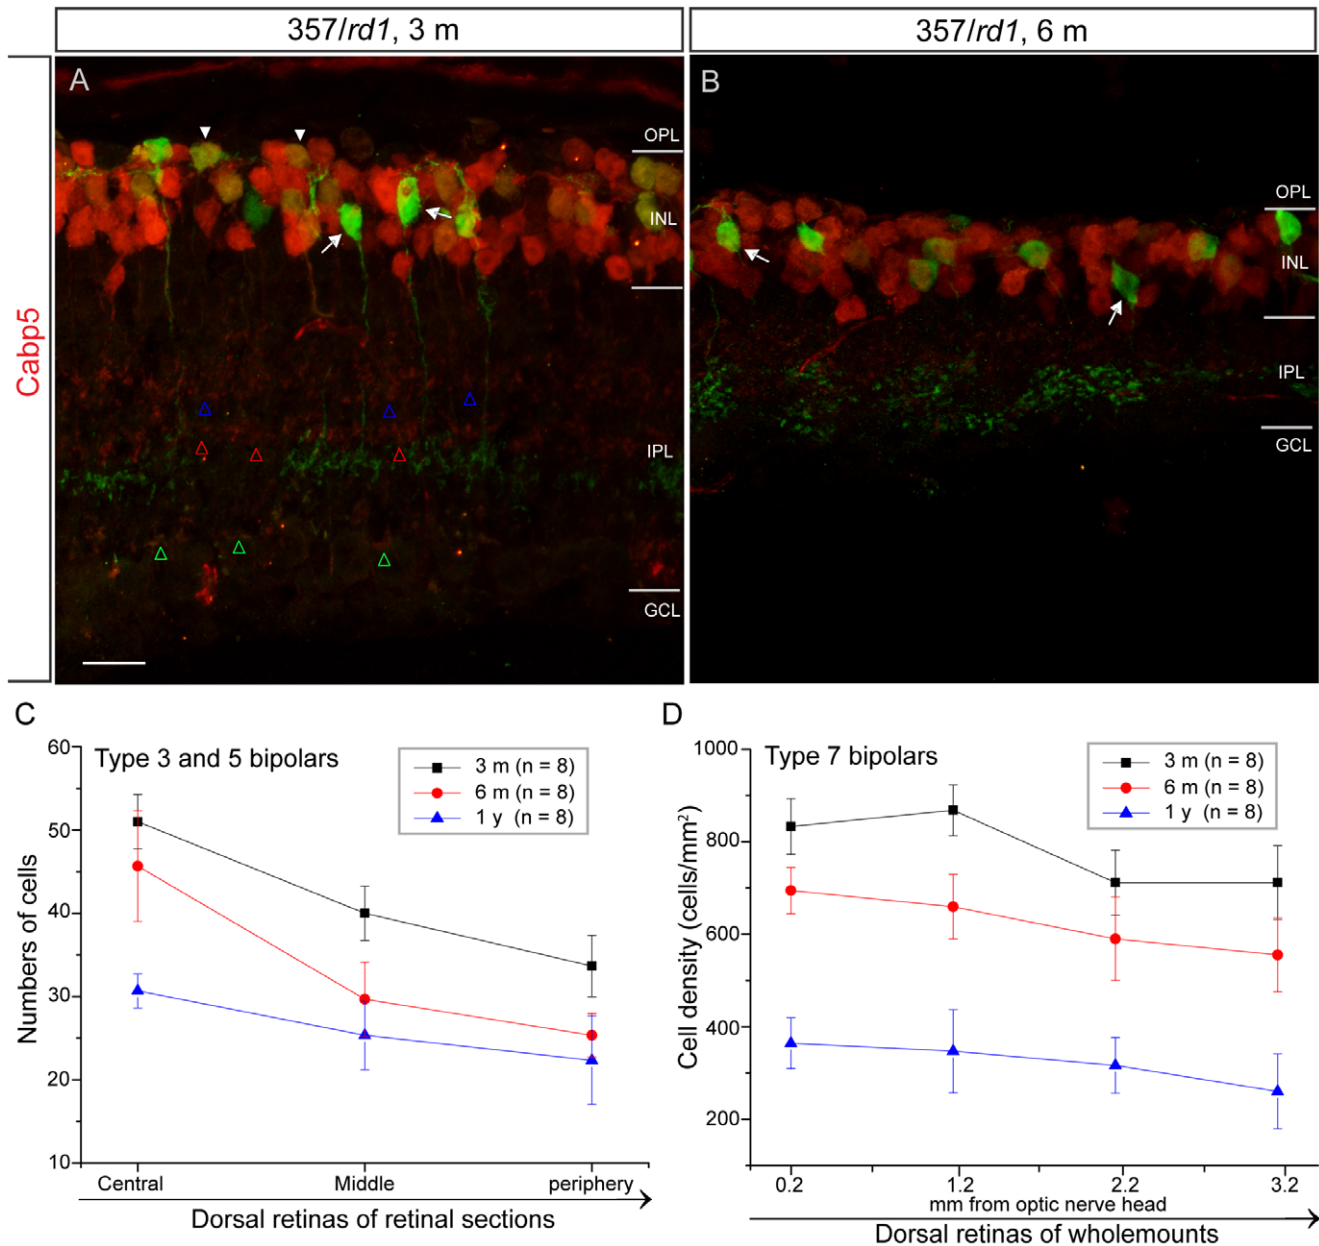 357/rd1, 3 m
357/rd1, 6 m
Cabp5
A
OPL
INL
IPL
GCL
B
OPL
INL
IPL
GCL
C
Type 3 and 5 bipolars
3 m (n = 8)
6 m (n = 8)
1 y (n = 8)
Numbers of cells
60
50
40
30
20
10
Central
Middle
periphery
Dorsal retinas of retinal sections
D
Type 7 bipolars
3 m (n = 8)
6 m (n = 8)
1 y (n = 8)
Cell density (cells/mm²)
1000
800
600
400
200
0.2
1.2
2.2
3.2
mm from optic nerve head
Dorsal retinas of wholemounts